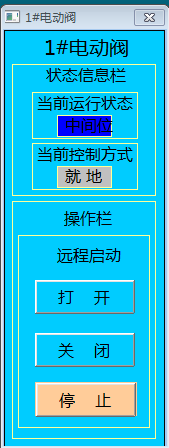 1#电动阀
1#电动阀
状态信息栏
当前运行状态
中间位
当前控制方式
就 地
操作栏
远程启动
打 开
关 闭
停 止